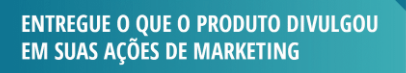 ENTREGUE O QUE O PRODUTO DIVULGOU
EM SUAS AÇÕES DE MARKETING